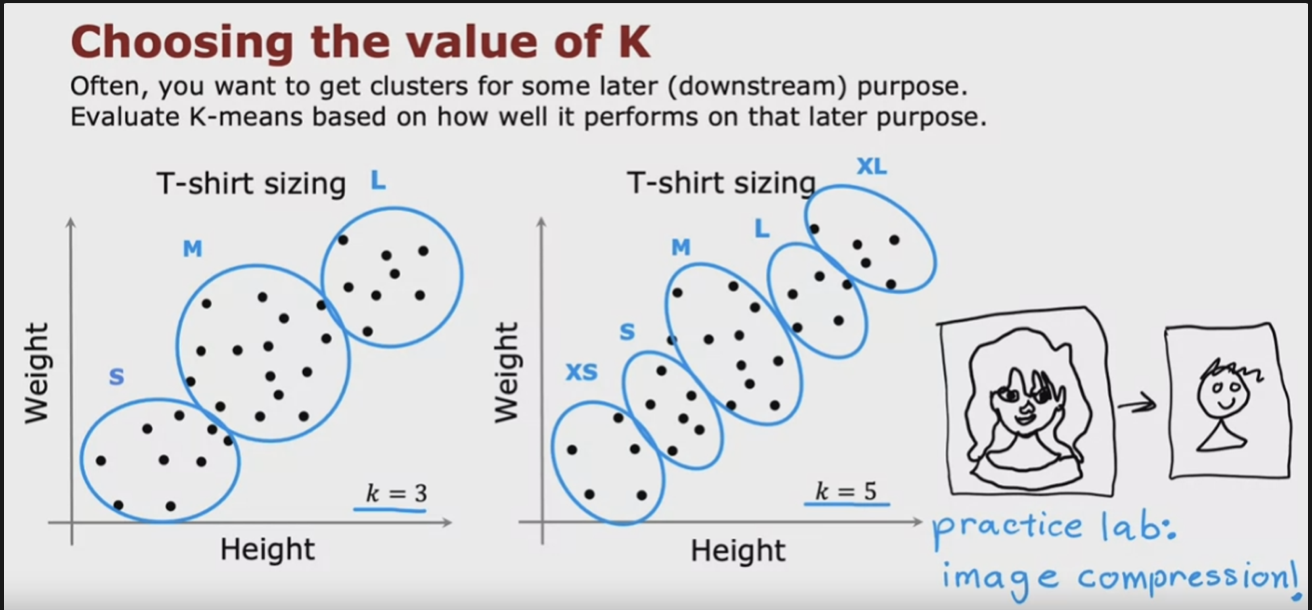 Choosing the value of K
Often, you want to get clusters for some later (downstream) purpose.
Evaluate K-means based on how well it performs on that later purpose.
T-shirt sizing
L
M
S
Weight
k = 3
Height
T-shirt sizing
XL
L
M
S
XS
Weight
k = 5
Height
practice lab:
image compression!